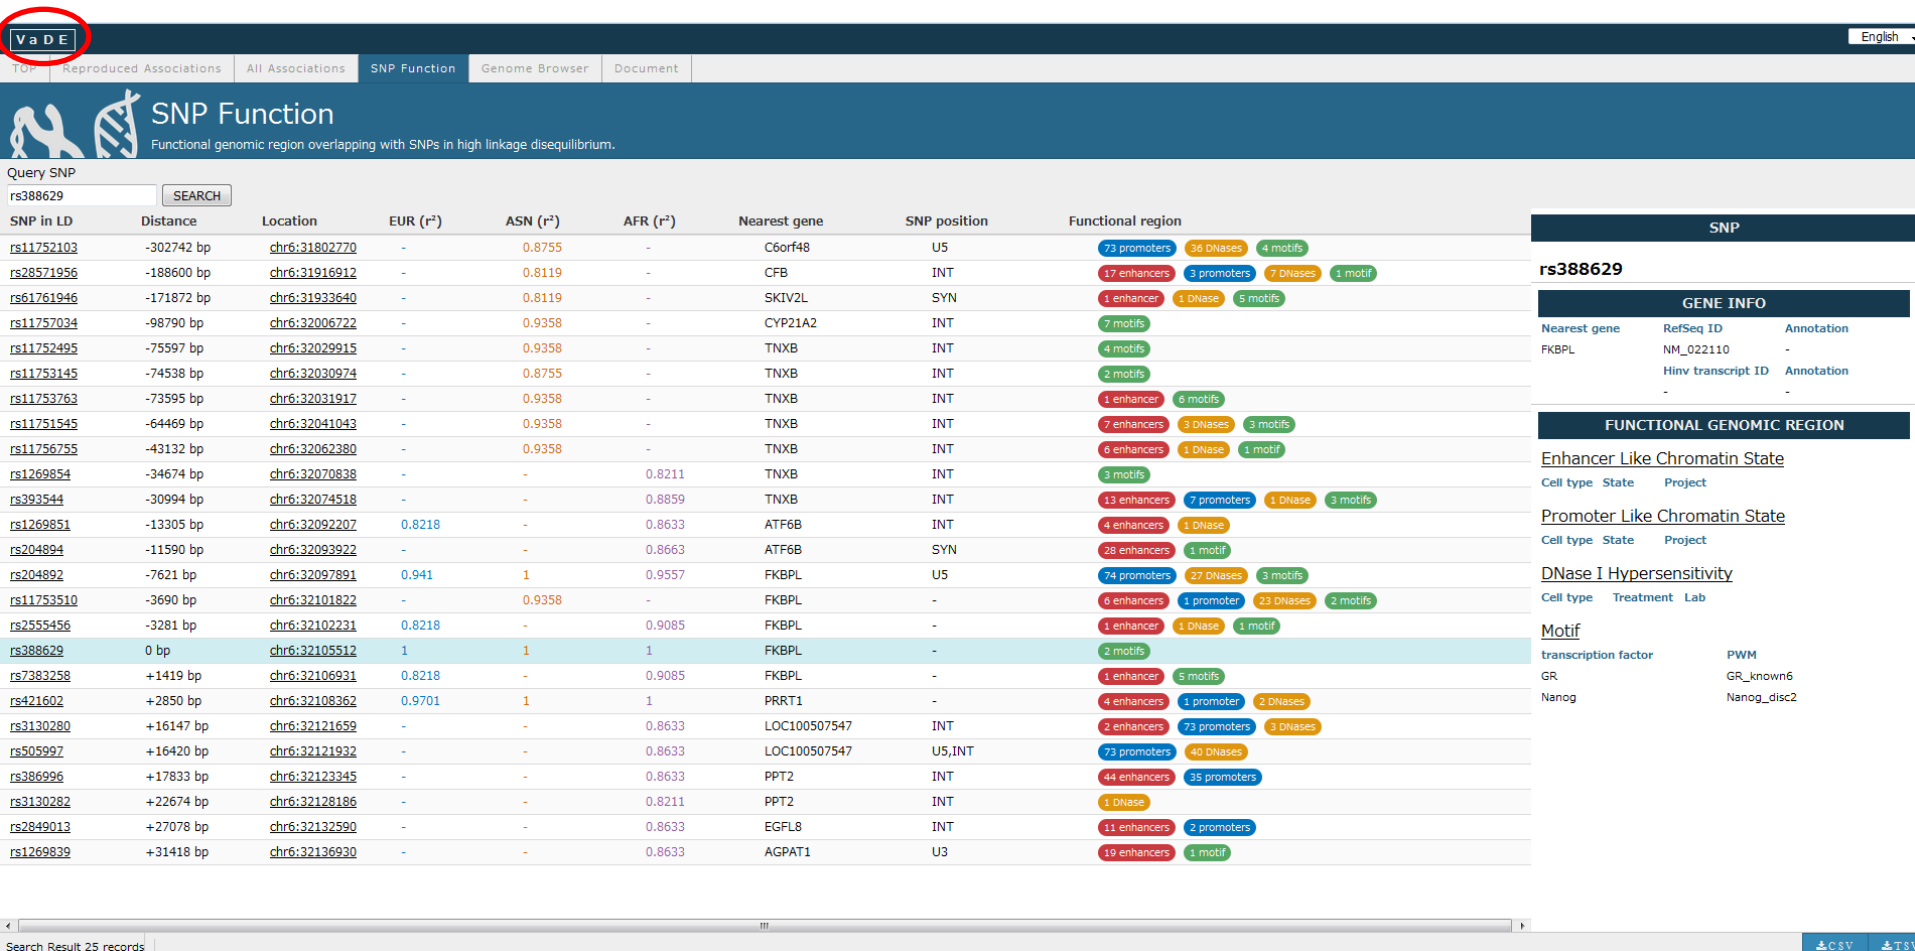 VaDE
English
TOP Reproduced Associations All Associations SNP Function Genome Browser Document
SNP Function
Functional genomic region overlapping with SNPs in high linkage disequilibrium.
Query SNP
rs388629 SEARCH
SNP in LD Distance Location EUR (r²) ASN (r²) AFR (r²) Nearest gene SNP position Functional region
rs11752103 -302742 bp chr6:31802770 - 0.8755 - C6orf48 U5 73 promoters 36 DNases 4 motifs
rs28571956 -188600 bp chr6:31916912 - 0.8119 - CFB INT 17 enhancers 3 promoters 7 DNases 1 motif
rs61761946 -171872 bp chr6:31933640 - 0.8119 - SKIV2L SYN 1 enhancer 1 DNase 5 motifs
rs11757034 -98790 bp chr6:32006722 - 0.9358 - CYP21A2 INT 7 motifs
rs11752495 -75597 bp chr6:32029915 - 0.9358 - TNXB INT 4 motifs
rs11753145 -74538 bp chr6:32030974 - 0.8755 - TNXB INT 2 motifs
rs11753763 -73595 bp chr6:32031917 - 0.9358 - TNXB INT 1 enhancer 6 motifs
rs11751545 -64469 bp chr6:32041043 - 0.9358 - TNXB INT 7 enhancers 3 DNases 3 motifs
rs11756755 -43132 bp chr6:32062380 - 0.9358 - TNXB INT 6 enhancers 1 DNase 1 motif
rs1269854 -34674 bp chr6:32070838 - - 0.8211 TNXB INT 3 motifs
rs393544 -30994 bp chr6:32074518 - - 0.8859 TNXB INT 13 enhancers 7 promoters 1 DNase 3 motifs
rs1269851 -13305 bp chr6:32092207 0.8218 - 0.8633 ATF6B INT 4 enhancers 1 DNase
rs204894 -11590 bp chr6:32093922 - - 0.8663 ATF6B SYN 28 enhancers 1 motif
rs204892 -7621 bp chr6:32097891 0.941 1 0.9557 FKBPL U5 74 promoters 27 DNases 3 motifs
rs11753510 -3690 bp chr6:32101822 - 0.9358 - FKBPL - 6 enhancers 1 promoter 23 DNases 2 motifs
rs2555456 -3281 bp chr6:32102231 0.8218 - 0.9085 FKBPL - 1 enhancer 1 DNase 1 motif
rs388629 0 bp chr6:32105512 1 1 1 FKBPL - 2 motifs
rs7383258 +1419 bp chr6:32106931 0.8218 - 0.9085 FKBPL - 1 enhancer 5 motifs
rs421602 +2850 bp chr6:32108362 0.9701 1 1 PRRT1 - 4 enhancers 1 promoter 2 DNases
rs3130280 +16147 bp chr6:32121659 - - 0.8633 LOC100507547 INT 2 enhancers 73 promoters 3 DNases
rs505997 +16420 bp chr6:32121932 - - 0.8633 LOC100507547 U5,INT 73 promoters 40 DNases
rs386996 +17833 bp chr6:32123345 - - 0.8633 PPT2 INT 44 enhancers 35 promoters
rs3130282 +22674 bp chr6:32128186 - - 0.8211 PPT2 INT 1 DNase
rs2849013 +27078 bp chr6:32132590 - - 0.8633 EGFL8 INT 11 enhancers 2 promoters
rs1269839 +31418 bp chr6:32136930 - - 0.8633 AGPAT1 U3 19 enhancers 1 motif
SNP
rs388629
GENE INFO
Nearest gene RefSeq ID Annotation
FKBPL NM_022110 -
Hinv transcript ID Annotation
- -
FUNCTIONAL GENOMIC REGION
Enhancer Like Chromatin State
Cell type State Project
Promoter Like Chromatin State
Cell type State Project
DNase I Hypersensitivity
Cell type Treatment Lab
Motif
transcription factor PWM
GR GR_known6
Nanog Nanog_disc2
Search Result 25 records
CSV TSV